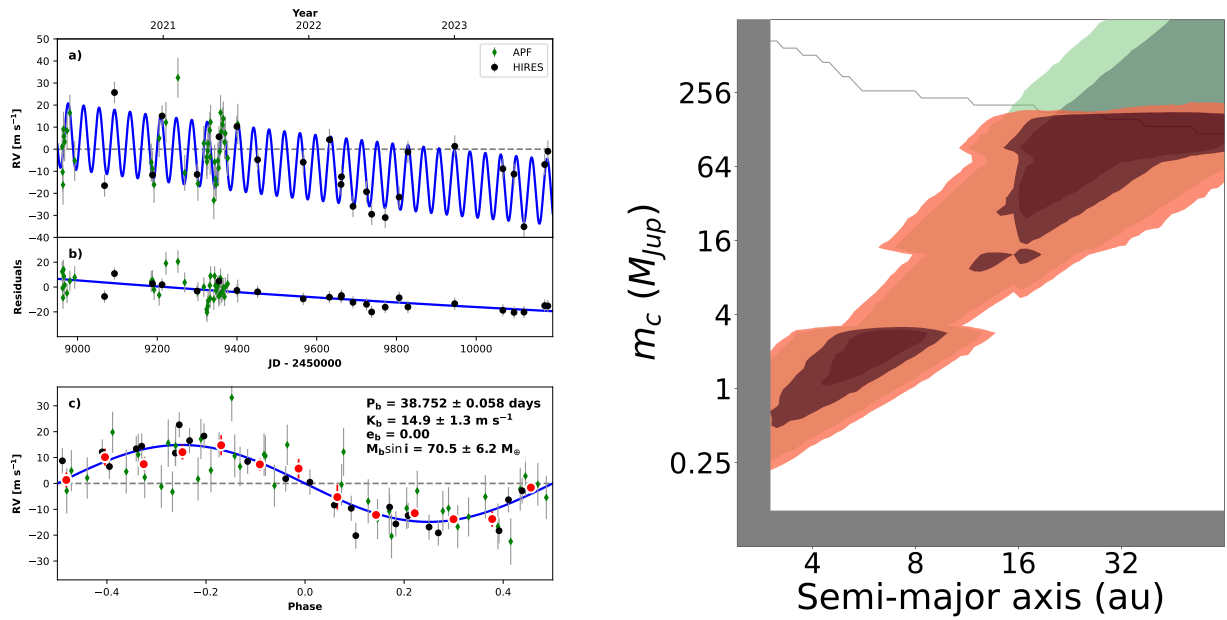 Year
2021 2022 2023
a)
APF
HIRES
50
40
30
20
10
0
−10
−20
−30
−40
RV [m s⁻¹]
b)
20
0
−20
Residuals
9000 9200 9400 9600 9800 10000
JD - 2450000
c)
P_b = 38.752 ± 0.058 days
K_b = 14.9 ± 1.3 m s⁻¹
e_b = 0.00
M_b sin i = 70.5 ± 6.2 M⊕
30
20
10
0
−10
−20
−30
RV [m s⁻¹]
−0.4 −0.2 0.0 0.2 0.4
Phase
256
64
16
4
1
0.25
m_c (M_Jup)
4 8 16 32
Semi-major axis (au)